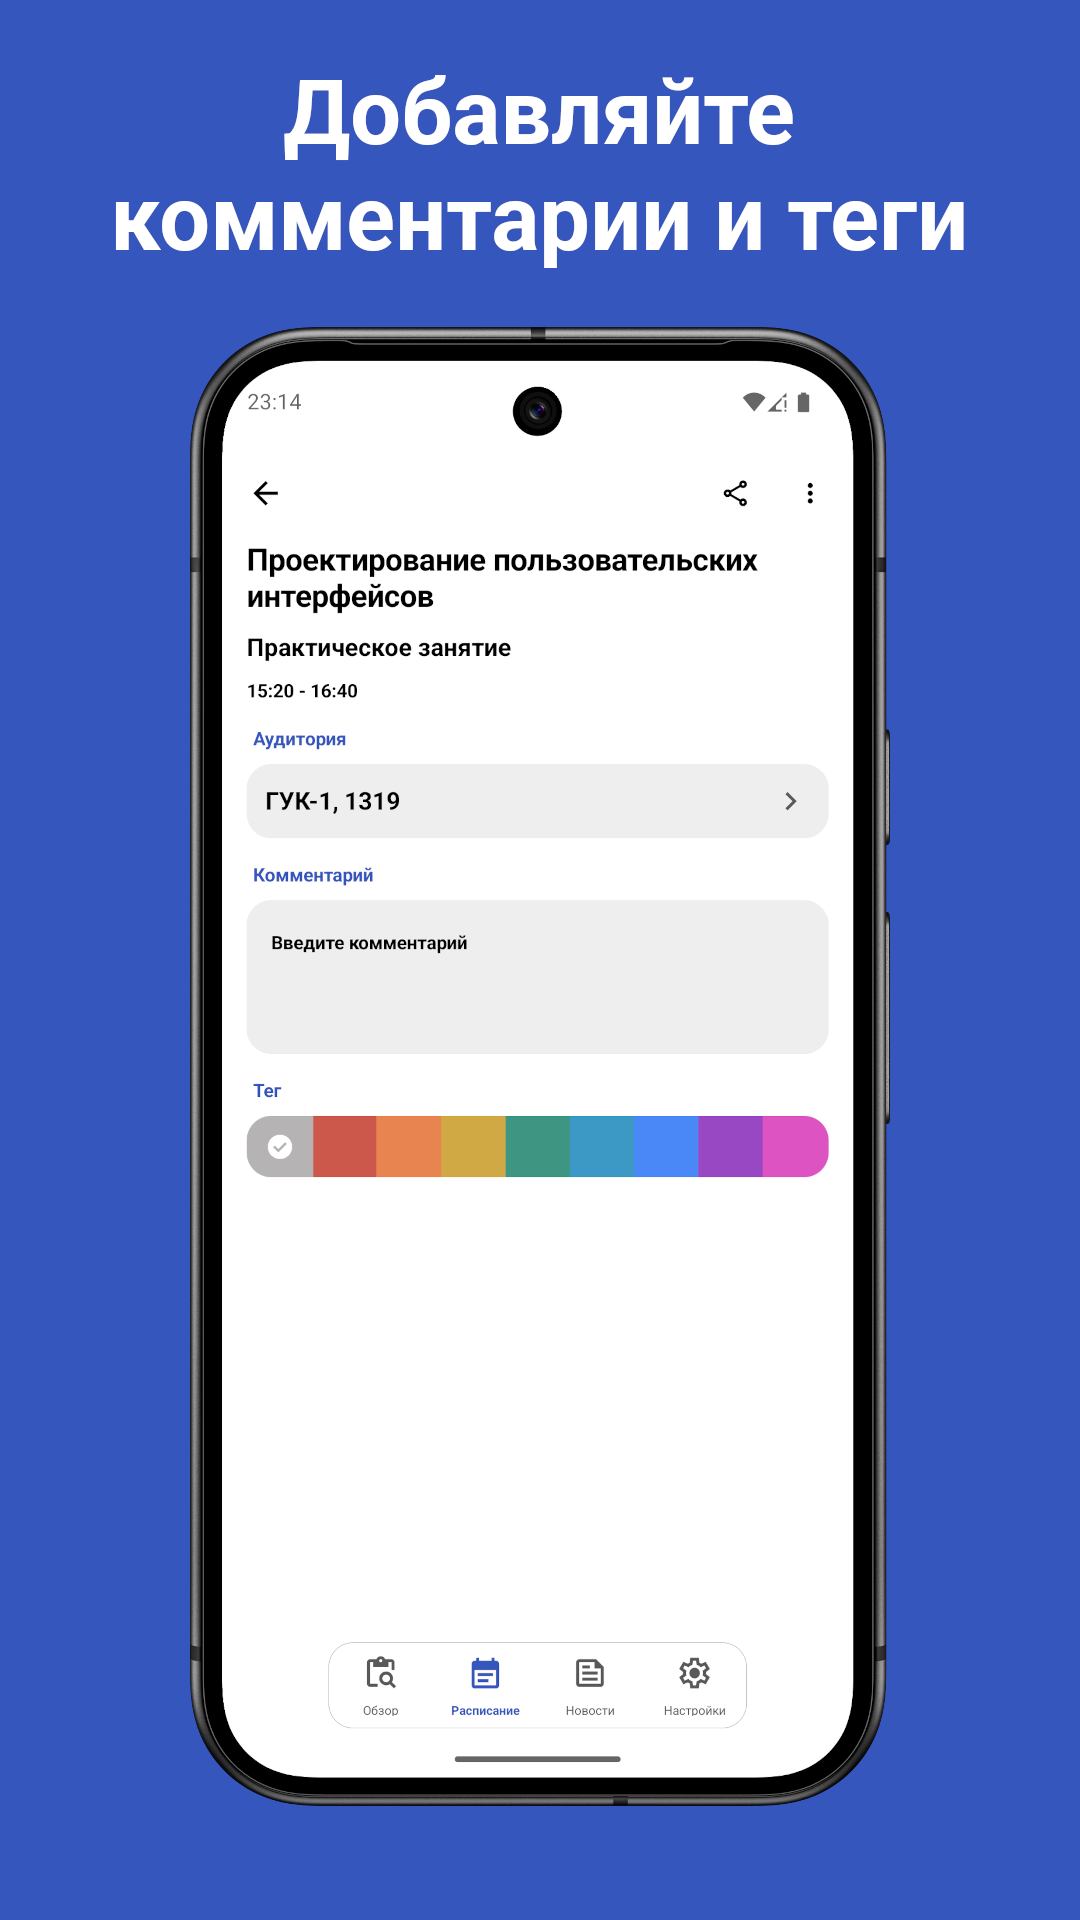 Добавляйте
комментарии и теги
23:14
Проектирование пользовательских
интерфейсов
Практическое занятие
15:20 - 16:40
Аудитория
ГУК-1, 1319
Комментарий
Введите комментарий
Тег
Обзор
Расписание
Новости
Настройки